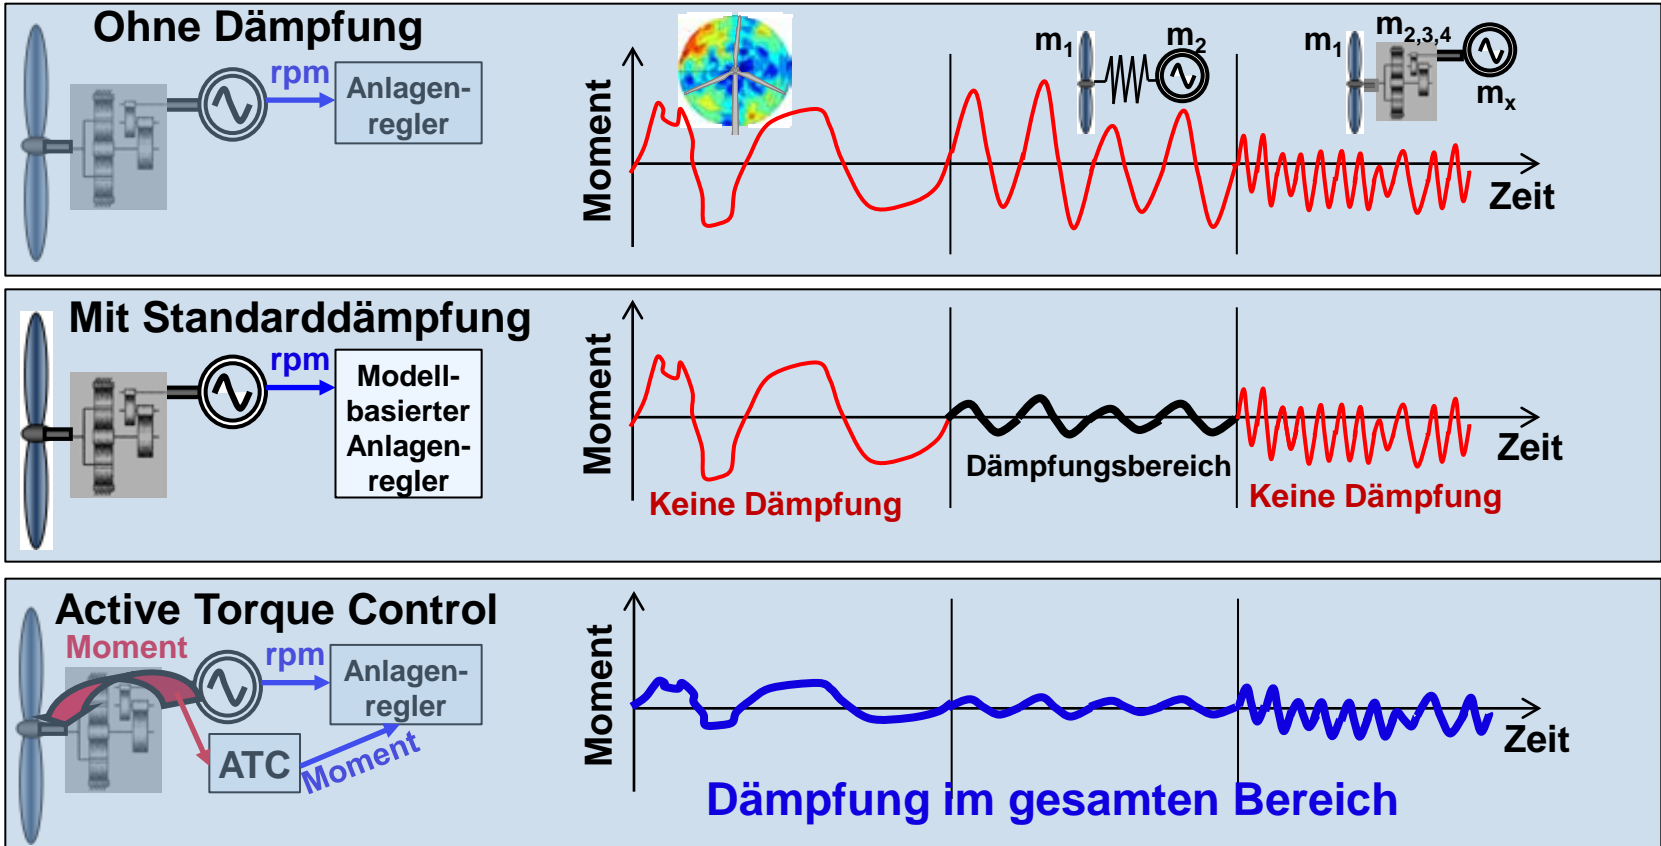 Ohne Dämpfung
rpm
Anlagen-
regler
Moment
m1
m2
m1
m2,3,4
mx
Zeit
Mit Standarddämpfung
rpm
Modell-
basierter
Anlagen-
regler
Moment
Keine Dämpfung
Dämpfungsbereich
Keine Dämpfung
Zeit
Active Torque Control
Moment
rpm
Anlagen-
regler
ATC
Moment
Moment
Zeit
Dämpfung im gesamten Bereich